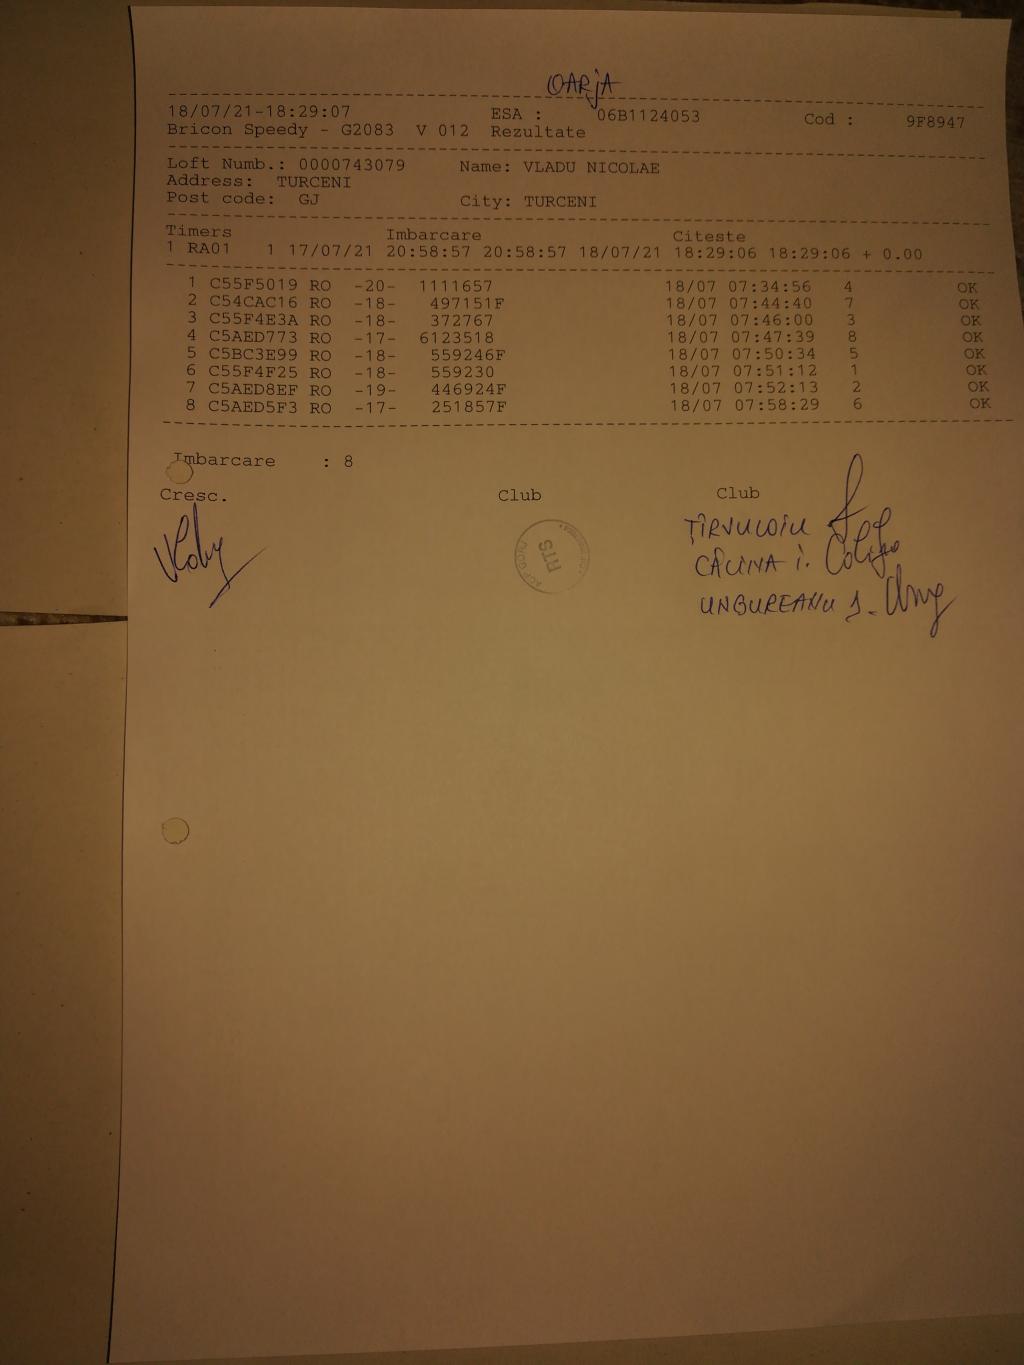 OARJA
18/07/21-18:29:07 ESA : 06B1124053 Cod : 9F8947
Bricon Speedy - G2083 V 012 Rezultate
Loft Numb.: 0000743079 Name: VLADU NICOLAE
Address: TURCENI
Post code: GJ City: TURCENI
Timers Imbarcare Citeste
1 RA01 1 17/07/21 20:58:57 20:58:57 18/07/21 18:29:06 18:29:06 + 0.00
1 C55F5019 RO -20- 1111657 18/07 07:34:56 4 OK
2 C54CAC16 RO -18- 497151F 18/07 07:44:40 7 OK
3 C55F4E3A RO -18- 372767 18/07 07:46:00 3 OK
4 C5AED773 RO -17- 6123518 18/07 07:47:39 8 OK
5 C5BC3E99 RO -18- 559246F 18/07 07:50:34 5 OK
6 C55F4F25 RO -18- 559230 18/07 07:51:12 1 OK
7 C5AED8EF RO -19- 446924F 18/07 07:52:13 2 OK
8 C5AED5F3 RO -17- 251857F 18/07 07:58:29 6 OK
Imbarcare : 8
Cresc. Club Club
RTS
CĂLINA I.
UNGUREANU J.